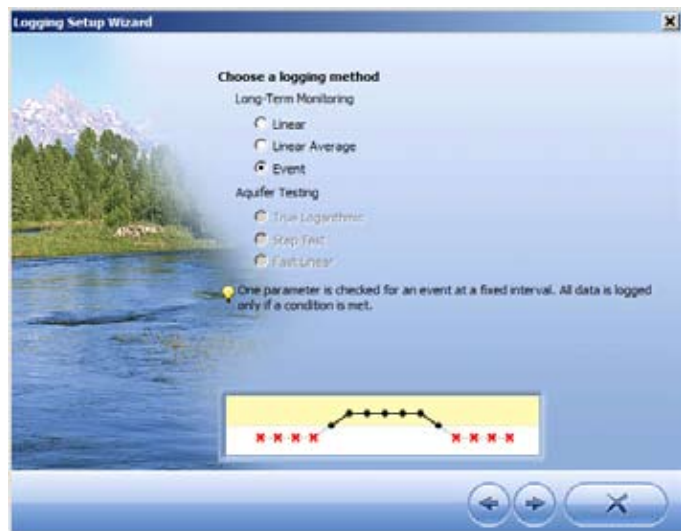 Logging Setup Wizard
Choose a logging method
Long-Term Monitoring
Linear
Linear Average
Event
Aquifer Testing
True Logarithmic
Step Test
Fast Linear
One parameter is checked for an event at a fixed interval. All data is logged
only if a condition is met.